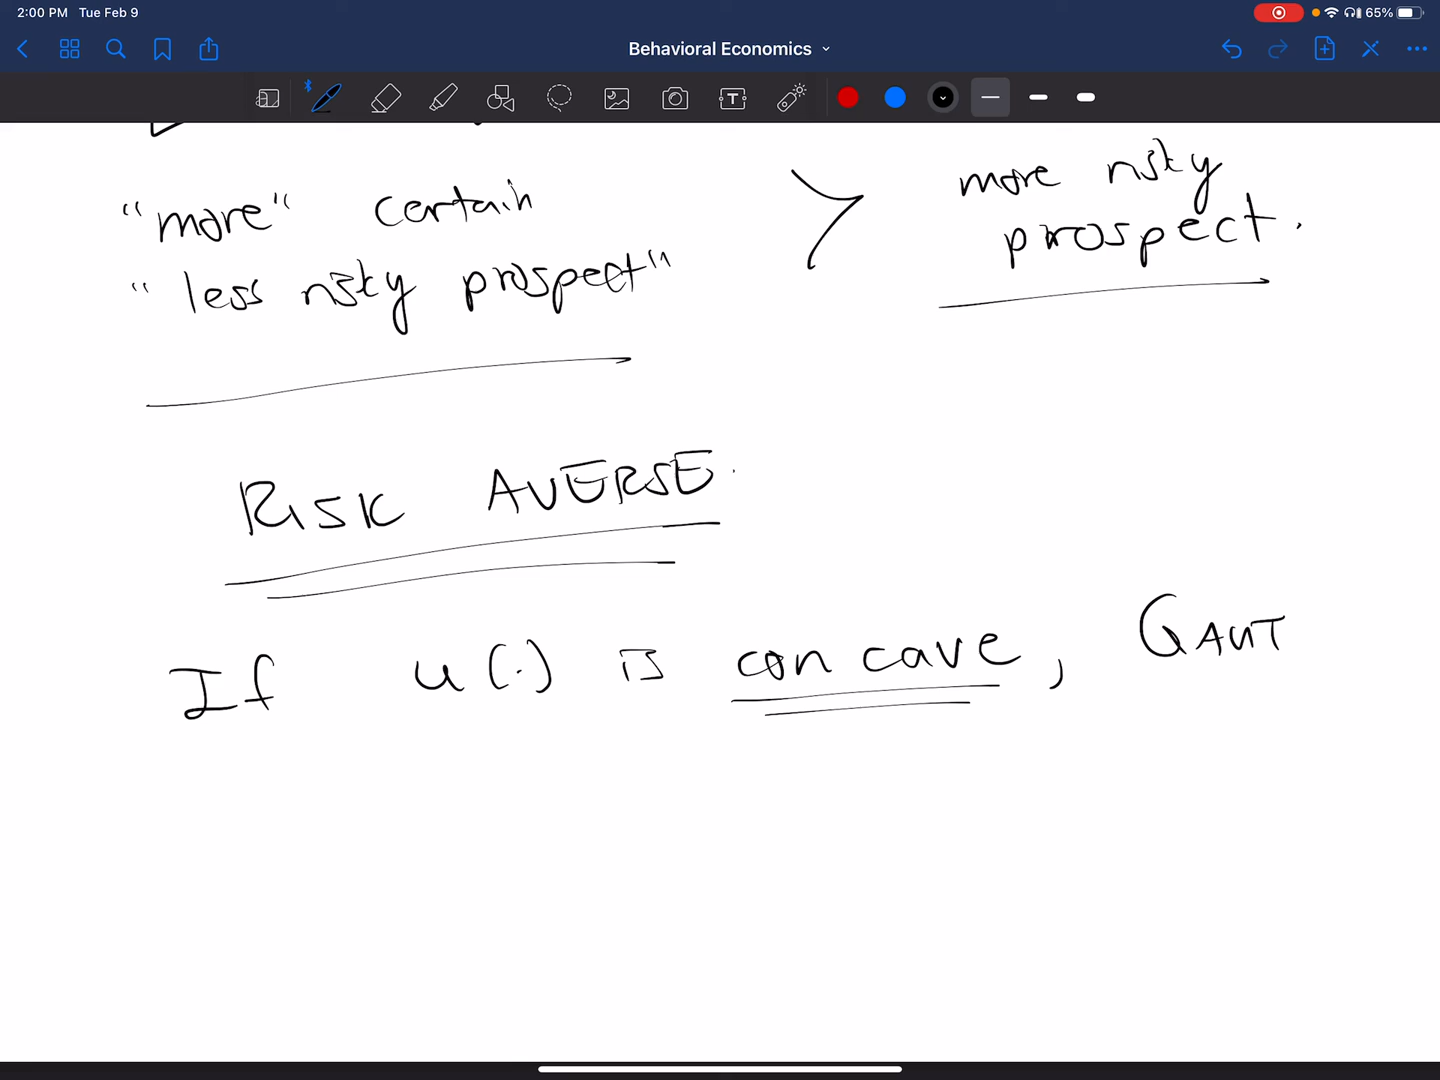 2:00 PM Tue Feb 9
65%
Behavioral Economics
"more" certain
"less risky prospect"
> more risky
prospect.
RISK AVERSE.
If u(·) is concave, GAUT